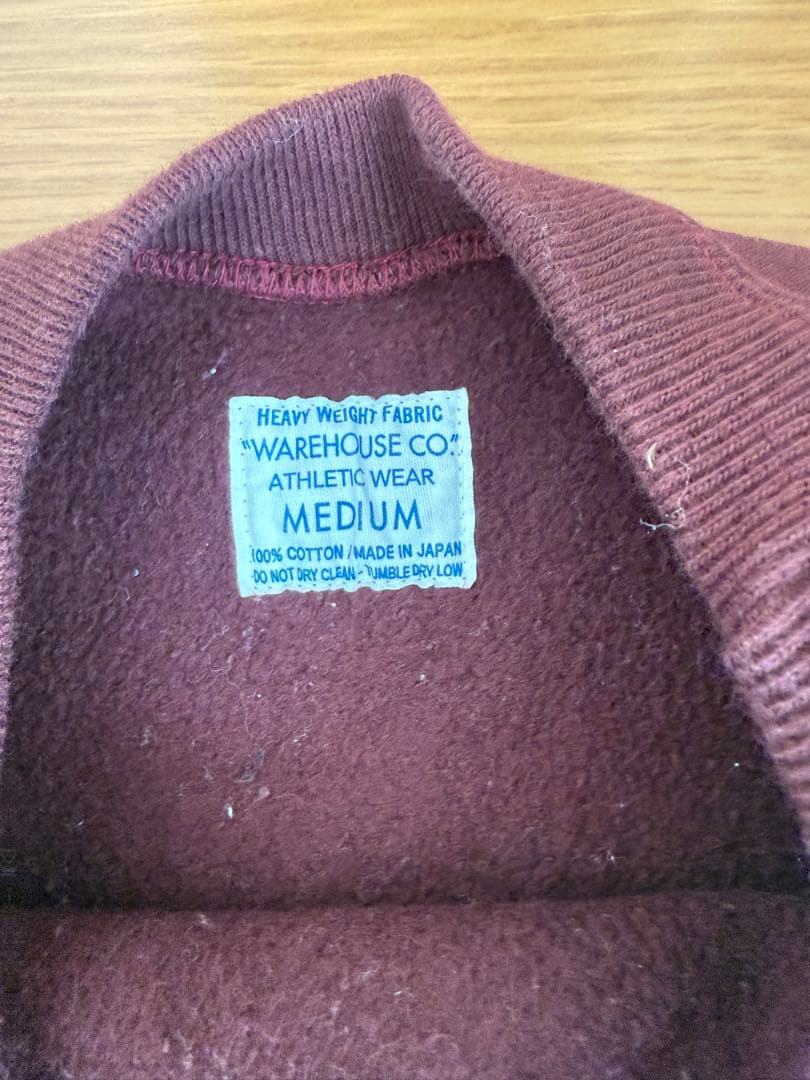 HEAVY WEIGHT FABRIC
"WAREHOUSE CO."
ATHLETIC WEAR
MEDIUM
100% COTTON / MADE IN JAPAN
DO NOT DRY CLEAN - TUMBLE DRY LOW